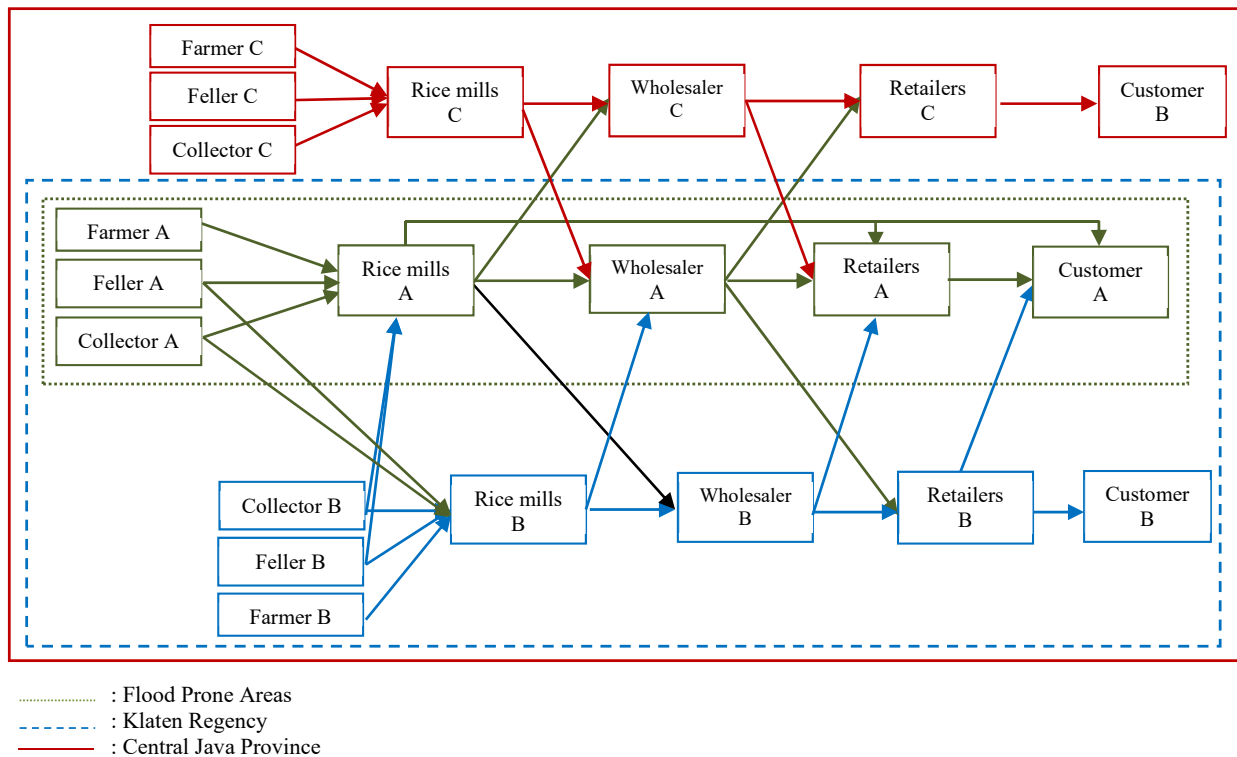 Farmer C
Feller C
Collector C
Rice mills
C
Wholesaler
C
Retailers
C
Customer
B
Farmer A
Feller A
Collector A
Rice mills
A
Wholesaler
A
Retailers
A
Customer
A
Collector B
Feller B
Farmer B
Rice mills
B
Wholesaler
B
Retailers
B
Customer
B
: Flood Prone Areas
: Klaten Regency
: Central Java Province